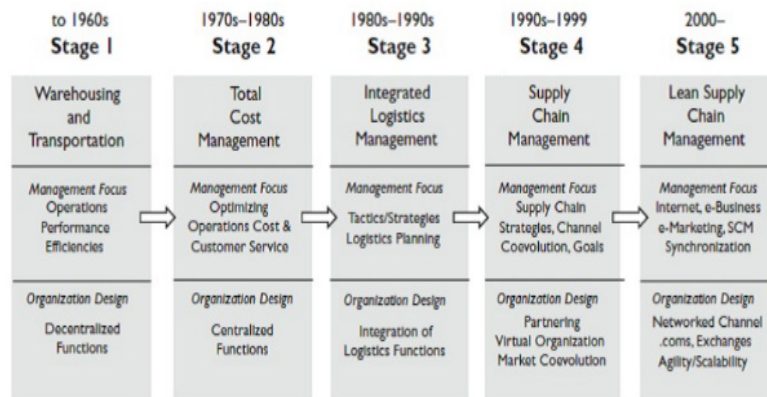 to 1960s
Stage 1
Warehousing
and
Transportation
Management Focus
Operations
Performance
Efficiencies
Organization Design
Decentralized
Functions
1970s–1980s
Stage 2
Total
Cost
Management
Management Focus
Optimizing
Operations Cost &
Customer Service
Organization Design
Centralized
Functions
1980s–1990s
Stage 3
Integrated
Logistics
Management
Management Focus
Tactics/Strategies
Logistics Planning
Organization Design
Integration of
Logistics Functions
1990s–1999
Stage 4
Supply
Chain
Management
Management Focus
Supply Chain
Strategies, Channel
Coevolution, Goals
Organization Design
Partnering
Virtual Organization
Market Coevolution
2000–
Stage 5
Lean Supply
Chain
Management
Management Focus
Internet, e-Business
e-Marketing, SCM
Synchronization
Organization Design
Networked Channel
.coms, Exchanges
Agility/Scalability